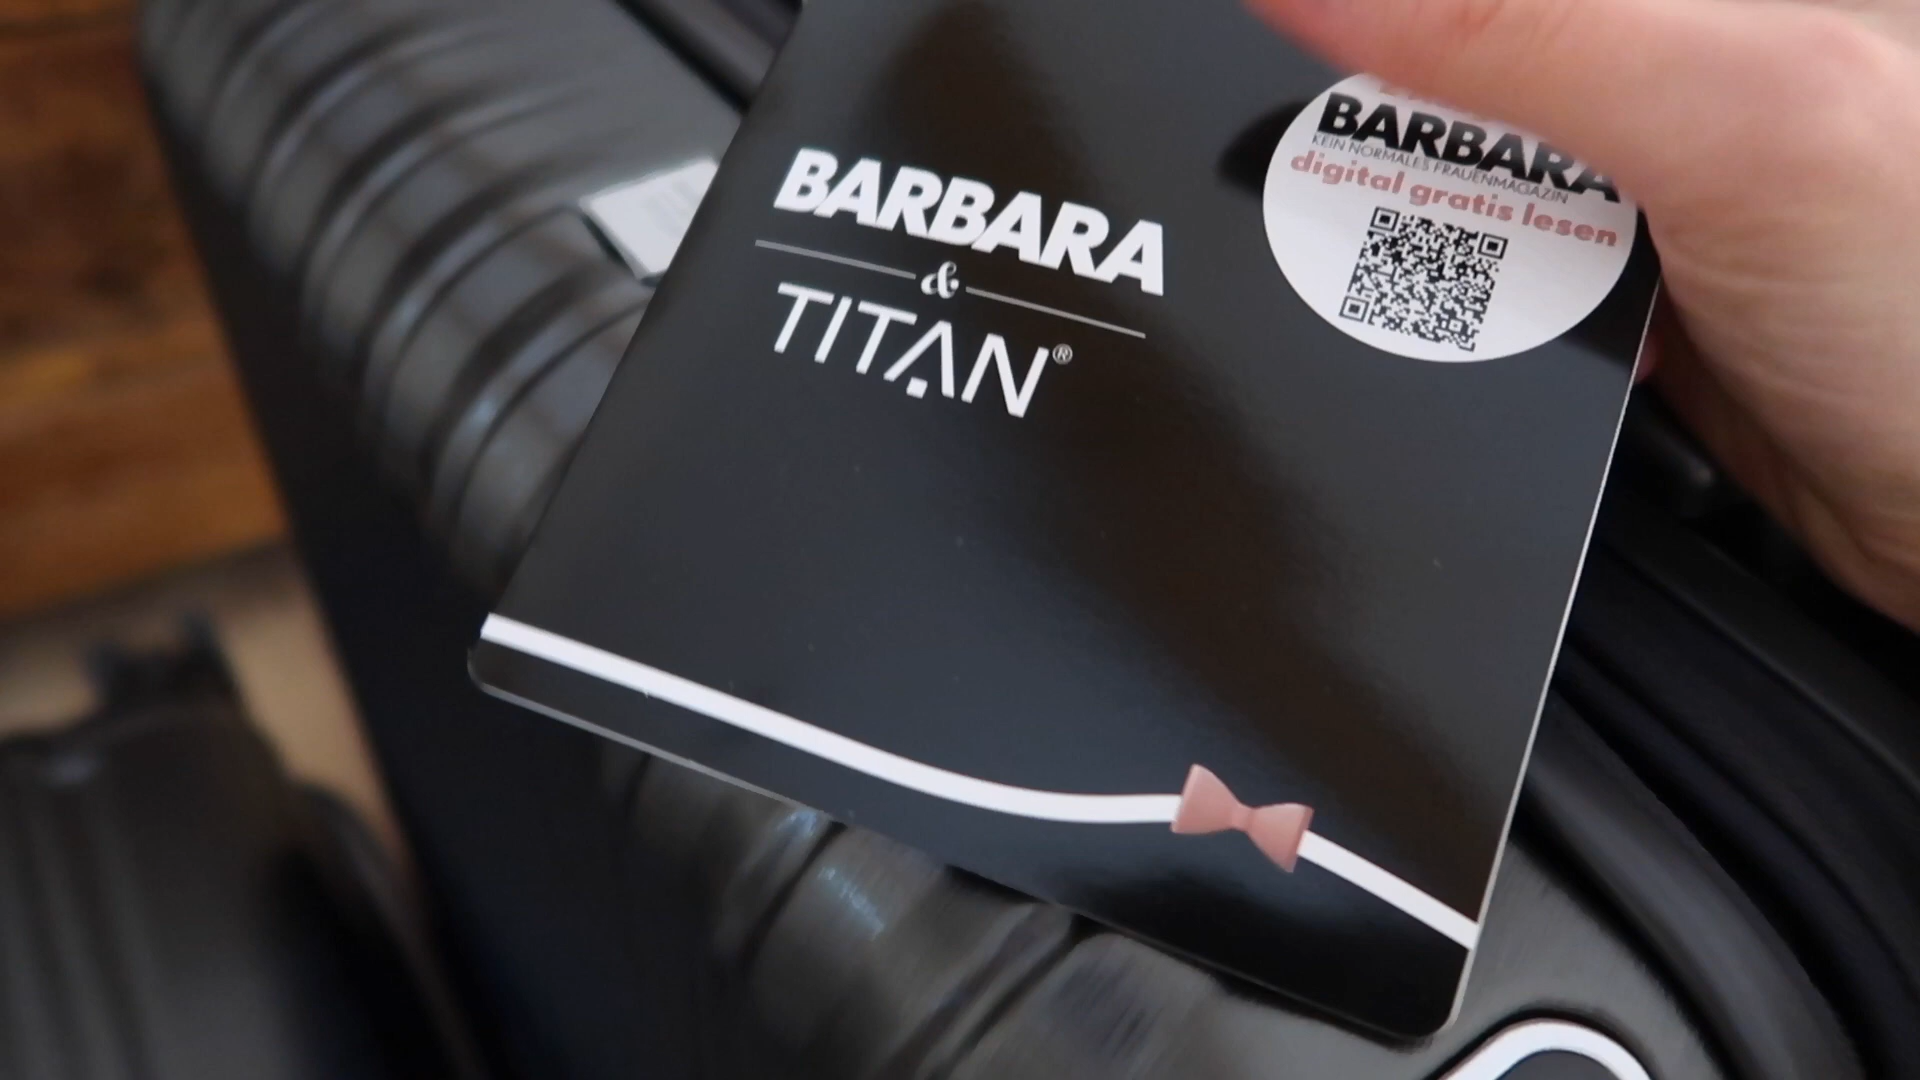 BARBARA
&
TITAN®
BARBARA
KEIN NORMALES FRAUENMAGAZIN
digital gratis lesen